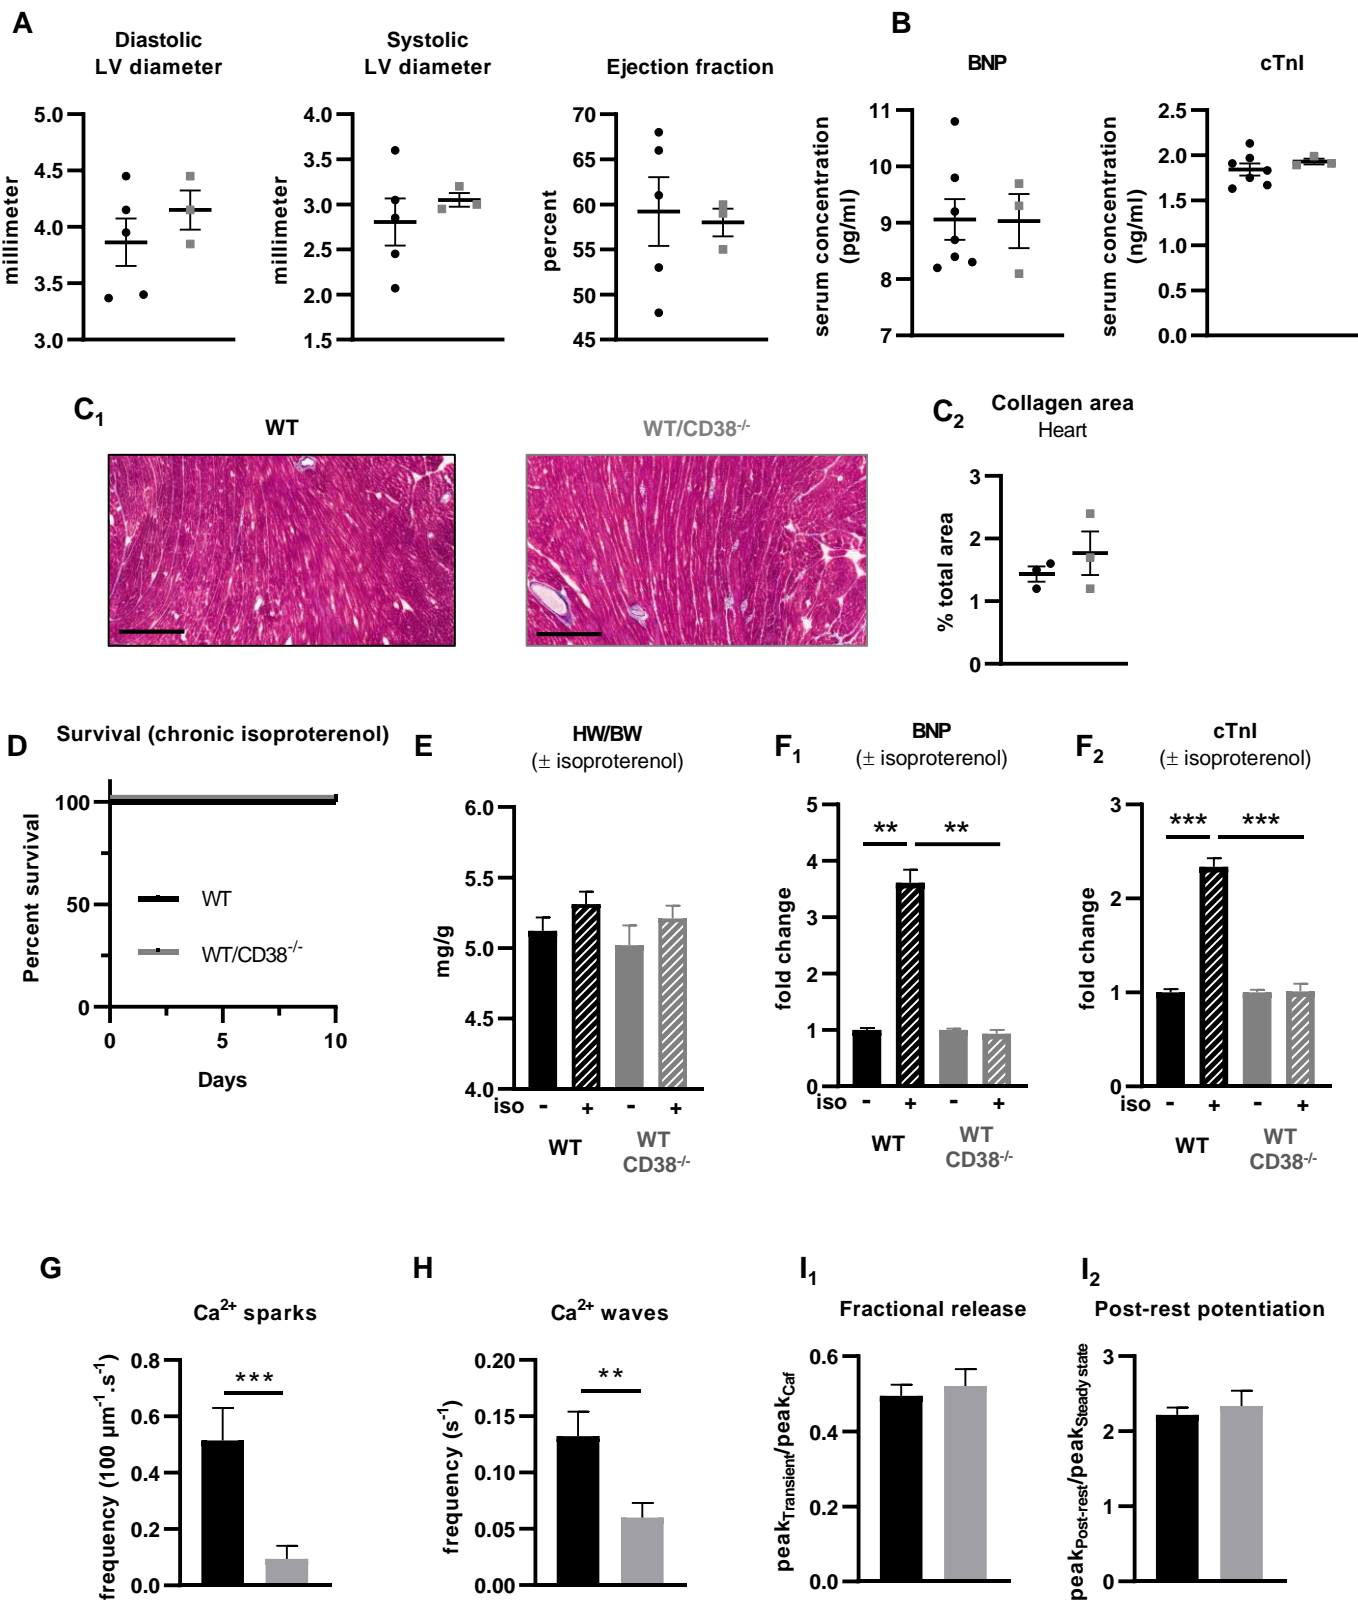 A
Diastolic
LV diameter
millimeter
5.0
4.5
4.0
3.5
3.0
Systolic
LV diameter
millimeter
4.0
3.5
3.0
2.5
2.0
1.5
Ejection fraction
percent
70
65
60
55
50
45
B
BNP
serum concentration
(pg/ml)
11
10
9
8
7
cTnI
serum concentration
(ng/ml)
2.5
2.0
1.5
1.0
0.5
0.0
C1
WT
WT/CD38-/-
C2
Collagen area
Heart
% total area
3
2
1
0
D
Survival (chronic isoproterenol)
Percent survival
100
50
0
WT
WT/CD38-/-
0 5 10
Days
E
HW/BW
(± isoproterenol)
mg/g
6.0
5.5
5.0
4.5
4.0
iso - + - +
WT WT
CD38-/-
F1
BNP
(± isoproterenol)
fold change
5
4
3
2
1
0
** **
iso - + - +
WT WT
CD38-/-
F2
cTnI
(± isoproterenol)
fold change
3
2
1
0
*** ***
iso - + - +
WT WT
CD38-/-
G
Ca2+ sparks
frequency (100 µm-1.s-1)
0.8
0.6
0.4
0.2
0.0
***
H
Ca2+ waves
frequency (s-1)
0.20
0.15
0.10
0.05
0.00
**
I1
Fractional release
peakTransient/peakCaf
0.6
0.4
0.2
0.0
I2
Post-rest potentiation
peakPost-rest/peakSteady state
3
2
1
0